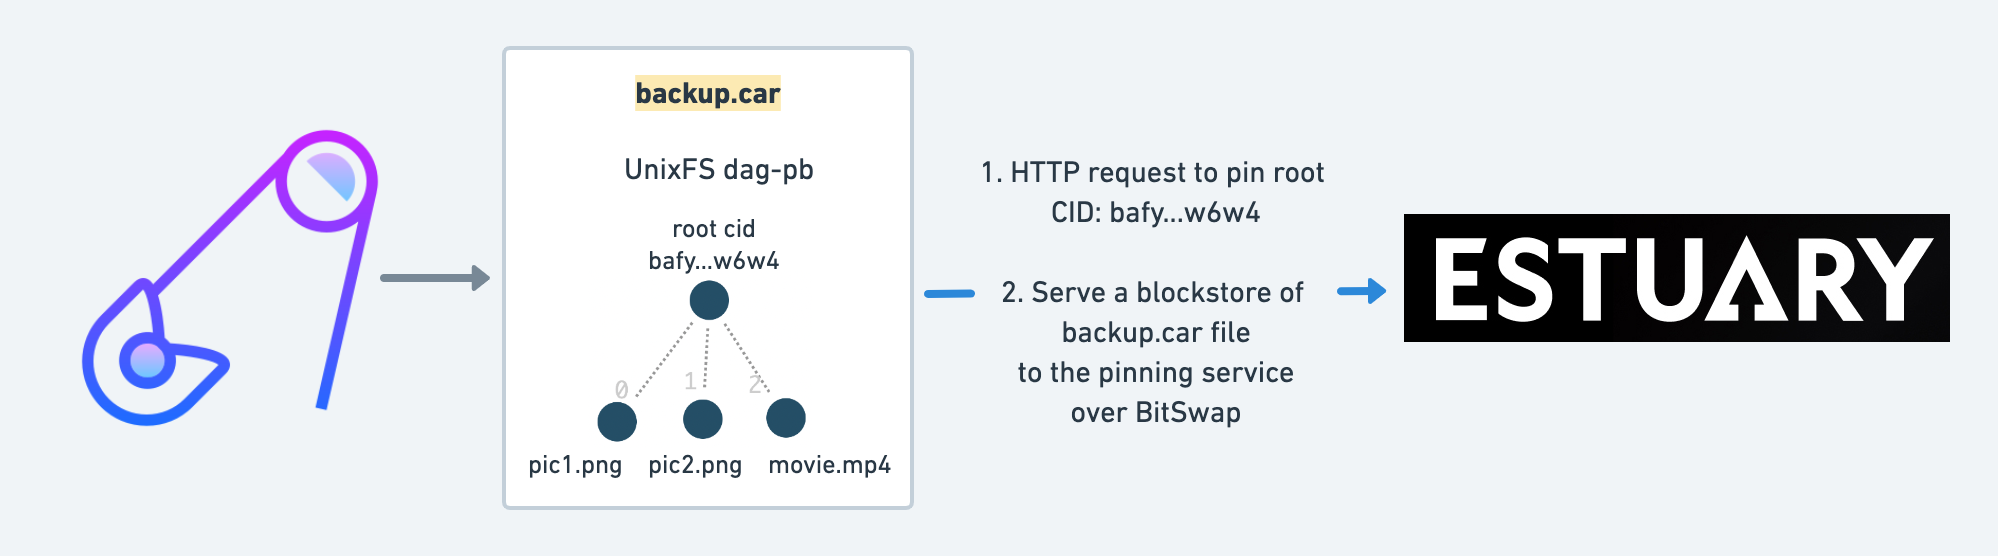 backup.car
UnixFS dag-pb
root cid
bafy...w6w4
0 1 2
pic1.png pic2.png movie.mp4
1. HTTP request to pin root
CID: bafy...w6w4
2. Serve a blockstore of
backup.car file
to the pinning service
over BitSwap
ESTUARY